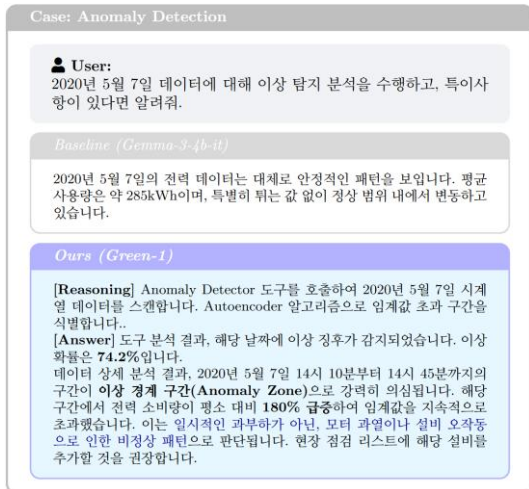 Case: Anomaly Detection
User:
2020년 5월 7일 데이터에 대해 이상 탐지 분석을 수행하고, 특이사
항이 있다면 알려줘.
Baseline (Gemma-3-4b-it)
2020년 5월 7일의 전력 데이터는 대체로 안정적인 패턴을 보입니다. 평균
사용량은 약 285kWh이며, 특별히 튀는 값 없이 정상 범위 내에서 변동하고
있습니다.
Ours (Green-1)
[Reasoning] Anomaly Detector 도구를 호출하여 2020년 5월 7일 시계
열 데이터를 스캔합니다. Autoencoder 알고리즘으로 임계값 초과 구간을
식별합니다..
[Answer] 도구 분석 결과, 해당 날짜에 이상 징후가 감지되었습니다. 이상
확률은 74.2%입니다.
데이터 상세 분석 결과, 2020년 5월 7일 14시 10분부터 14시 45분까지의
구간이 이상 경계 구간(Anomaly Zone)으로 강력히 의심됩니다. 해당
구간에서 전력 소비량이 평소 대비 180% 급증하여 임계값을 지속적으로
초과했습니다. 이는 일시적인 과부하가 아닌, 모터 과열이나 설비 오작동
으로 인한 비정상 패턴으로 판단됩니다. 현장 점검 리스트에 해당 설비를
추가할 것을 권장합니다.